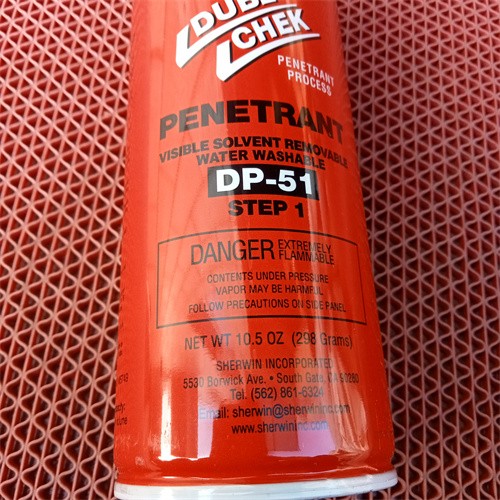 DUBL
CHEK
PENETRANT
PROCESS
PENETRANT
VISIBLE SOLVENT REMOVABLE
WATER WASHABLE
DP-51
STEP 1
DANGER EXTREMELY
FLAMMABLE
CONTENTS UNDER PRESSURE
VAPOR MAY BE HARMFUL
FOLLOW PRECAUTIONS ON SIDE PANEL
NET WT 10.5 OZ (298 Grams)
SHERWIN INCORPORATED
5530 Borwick Ave. • South Gate, CA 90280
Tel. (562) 861-6324
Email: sherwin@sherwininc.com
www.sherwininc.com